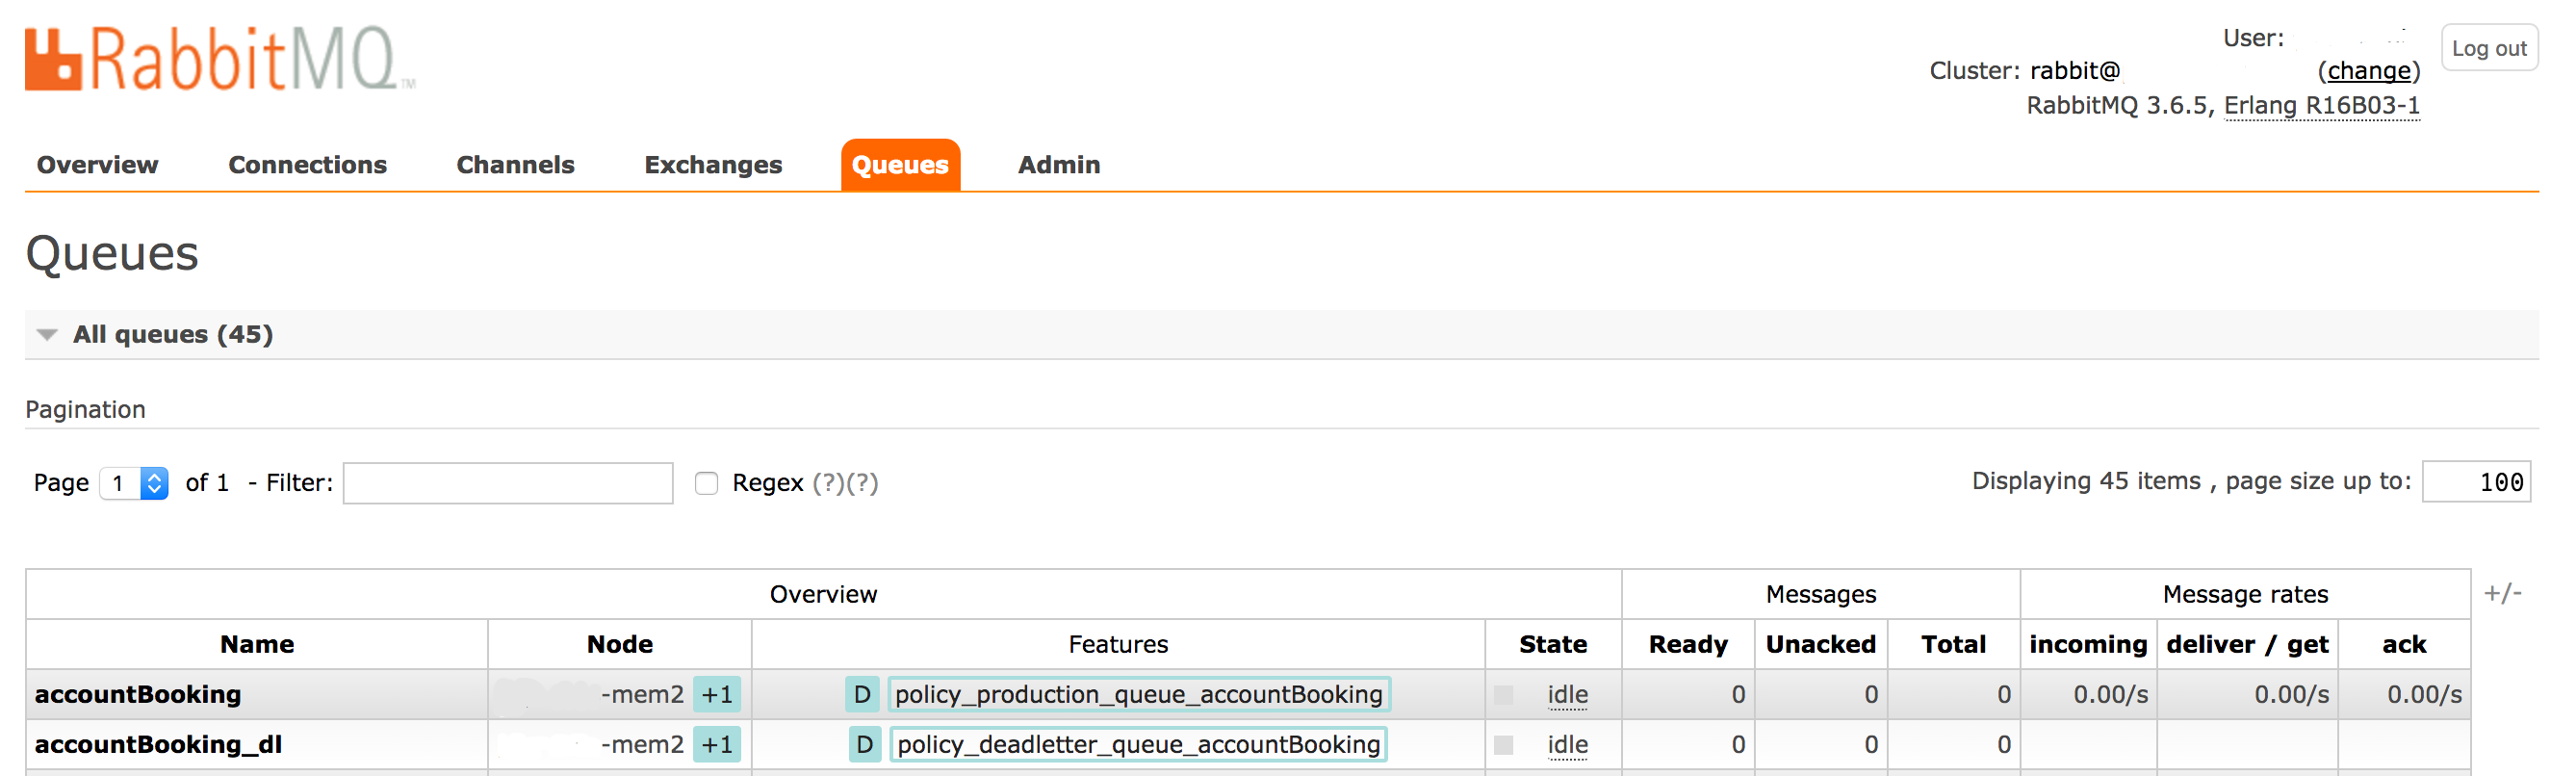 RabbitMQ™
User:
Log out
Cluster: rabbit@ (change)
RabbitMQ 3.6.5, Erlang R16B03-1
Overview Connections Channels Exchanges Queues Admin
Queues
All queues (45)
Pagination
Page 1 of 1 - Filter: Regex (?)(?) Displaying 45 items , page size up to: 100
Overview Messages Message rates +/-
Name Node Features State Ready Unacked Total incoming deliver / get ack
accountBooking -mem2 +1 D policy_production_queue_accountBooking idle 0 0 0 0.00/s 0.00/s 0.00/s
accountBooking_dl -mem2 +1 D policy_deadletter_queue_accountBooking idle 0 0 0